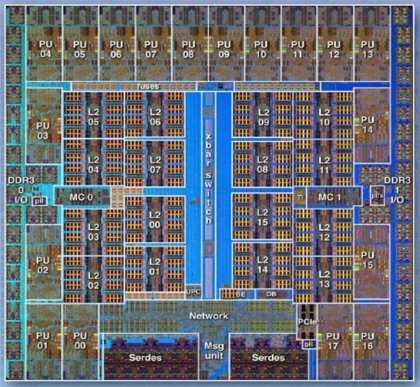 PU 04
PU 05
PU 06
PU 07
PU 08
PU 09
PU 10
PU 11
PU 12
PU 13
fuses
PU 03
L2 05
L2 06
L2 09
L2 10
PU 14
xbar switch
L2 04
L2 07
L2 08
L2 11
DDR3 0 I/O
pll
MC 0
MC 1
pll
DDR3 1 I/O
L2 03
L2 00
L2 15
L2 12
PU 02
L2 02
L2 01
L2 14
L2 13
PU 15
UPC
BE
DB
Network
PCIe
pll
PU 01
PU 00
Serdes
Msg unit
Serdes
PU 17
PU 16